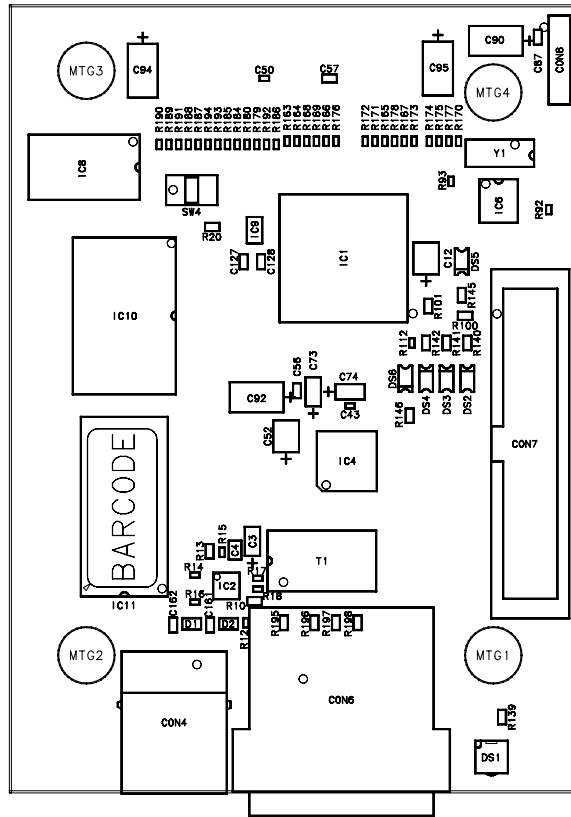 C90
C87
CON8
MTG3
C94
C50
C57
C95
MTG4
R190
R189
R191
R188
R187
R194
R193
R185
R184
R180
R179
R192
R186
R163
R164
R168
R169
R166
R176
R172
R171
R165
R178
R167
R173
R174
R175
R177
R170
Y1
IC8
R93
IC6
R92
SW4
R20
IC9
C127
C128
IC1
C12
DS5
R145
R101
R100
IC10
R112
R142
R141
R140
DS6
DS4
DS3
DS2
C56
C73
C74
C92
C43
R146
C52
IC4
CON7
BARCODE
R15
R13
C4
C3
T1
R14
R17
IC2
R18
R16
R10
IC11
C162
D1
C161
D2
R12
R195
R196
R197
R198
MTG2
MTG1
CON4
CON6
R139
DS1